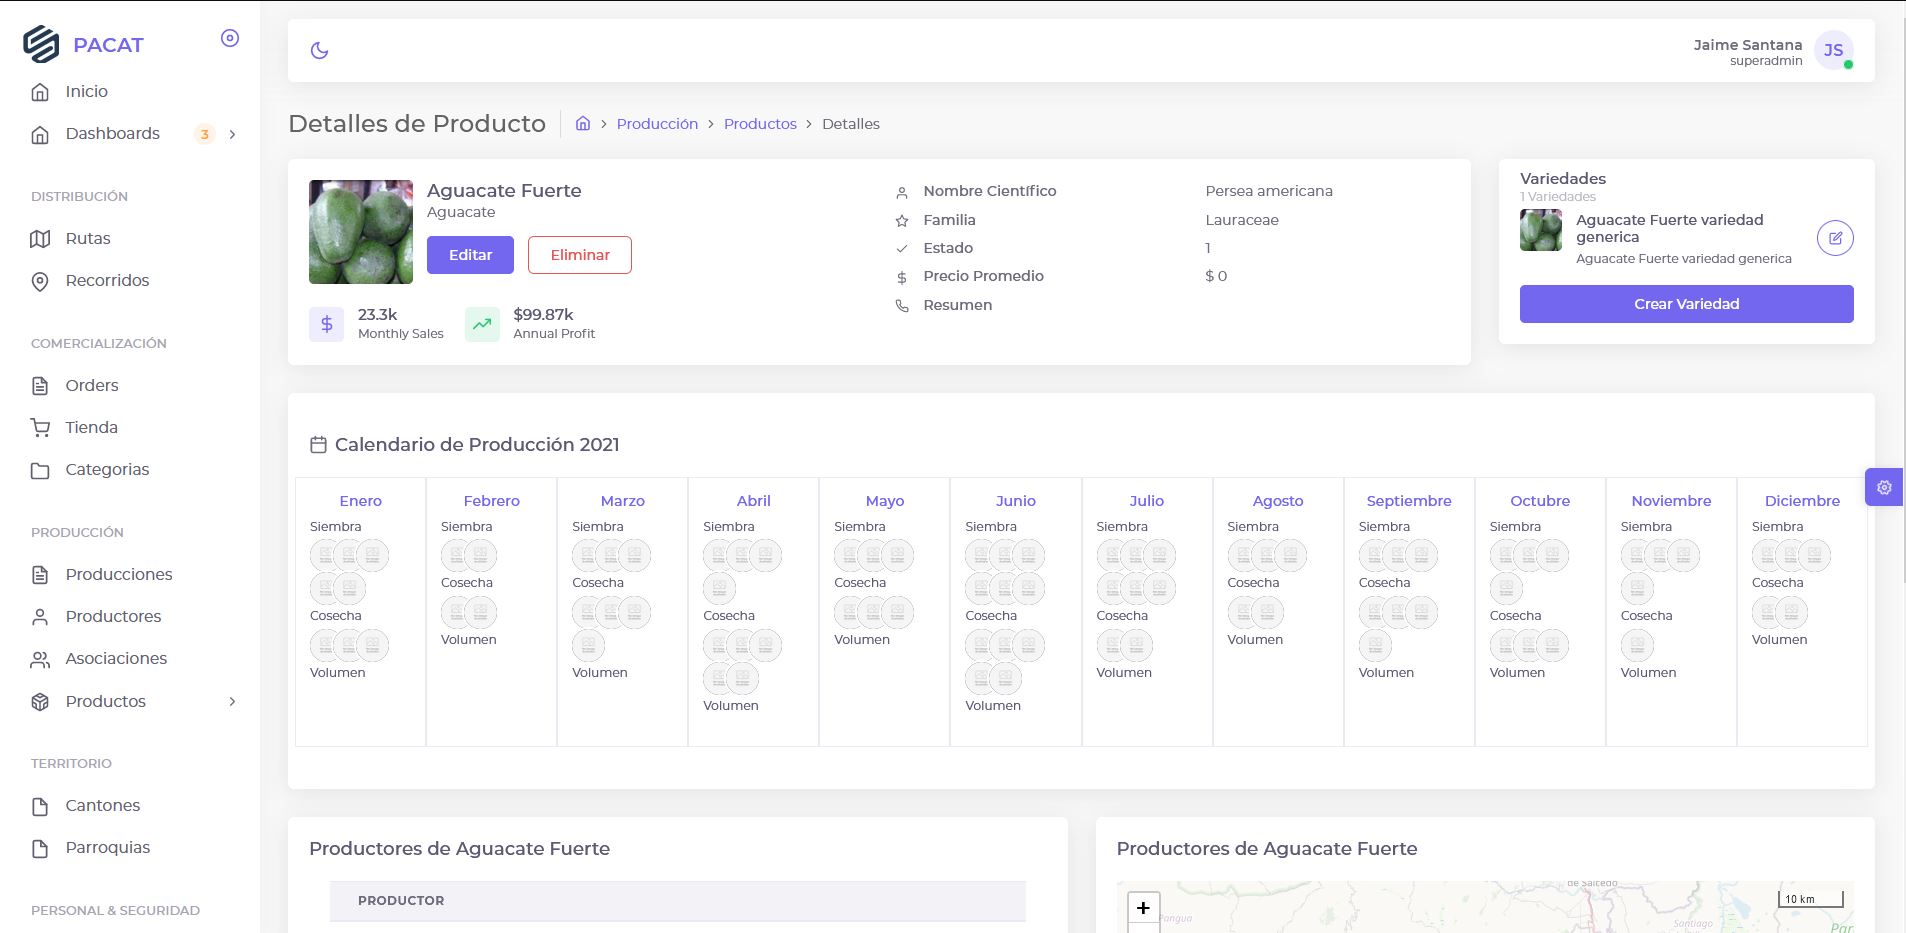 PACAT
Inicio
Dashboards 3
DISTRIBUCIÓN
Rutas
Recorridos
COMERCIALIZACIÓN
Orders
Tienda
Categorias
PRODUCCIÓN
Producciones
Productores
Asociaciones
Productos
TERRITORIO
Cantones
Parroquias
PERSONAL & SEGURIDAD
Jaime Santana
superadmin
JS
Detalles de Producto
Producción Productos Detalles
Aguacate Fuerte
Aguacate
Editar Eliminar
23.3k
Monthly Sales
$99.87k
Annual Profit
Nombre Científico Persea americana
Familia Lauraceae
Estado 1
Precio Promedio $ 0
Resumen
Variedades
1 Variedades
Aguacate Fuerte variedad
generica
Aguacate Fuerte variedad generica
Crear Variedad
Calendario de Producción 2021
Enero
Siembra
Cosecha
Volumen
Febrero
Siembra
Cosecha
Volumen
Marzo
Siembra
Cosecha
Volumen
Abril
Siembra
Cosecha
Volumen
Mayo
Siembra
Cosecha
Volumen
Junio
Siembra
Cosecha
Volumen
Julio
Siembra
Cosecha
Volumen
Agosto
Siembra
Cosecha
Volumen
Septiembre
Siembra
Cosecha
Volumen
Octubre
Siembra
Cosecha
Volumen
Noviembre
Siembra
Cosecha
Volumen
Diciembre
Siembra
Cosecha
Volumen
Productores de Aguacate Fuerte
PRODUCTOR
Productores de Aguacate Fuerte
de Salcedo
+
10 km
Pangua
Santiago
Par